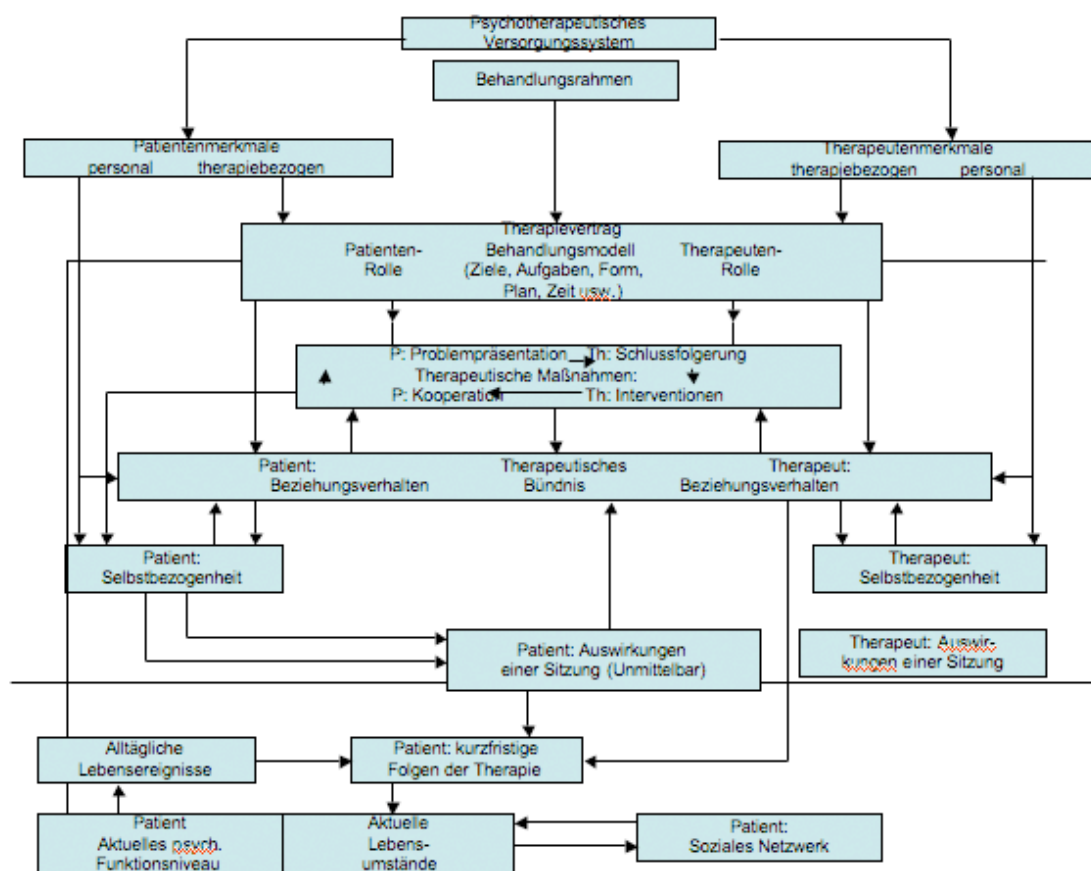 Psychotherapeutisches
Versorgungssystem
Behandlungsrahmen
Patientenmerkmale
personal therapiebezogen
Therapeutenmerkmale
therapiebezogen personal
Therapievertrag
Patienten- Behandlungsmodell Therapeuten-
Rolle (Ziele, Aufgaben, Form, Rolle
Plan, Zeit usw.)
P: Problempräsentation Th: Schlussfolgerung
Therapeutische Maßnahmen:
P: Kooperation Th: Interventionen
Patient: Therapeutisches Therapeut:
Beziehungsverhalten Bündnis Beziehungsverhalten
Patient:
Selbstbezogenheit
Therapeut:
Selbstbezogenheit
Patient: Auswirkungen
einer Sitzung (Unmittelbar)
Therapeut: Auswir-
kungen einer Sitzung
Alltägliche
Lebensereignisse
Patient: kurzfristige
Folgen der Therapie
Patient
Aktuelles psych.
Funktionsniveau
Aktuelle
Lebens-
umstände
Patient:
Soziales Netzwerk